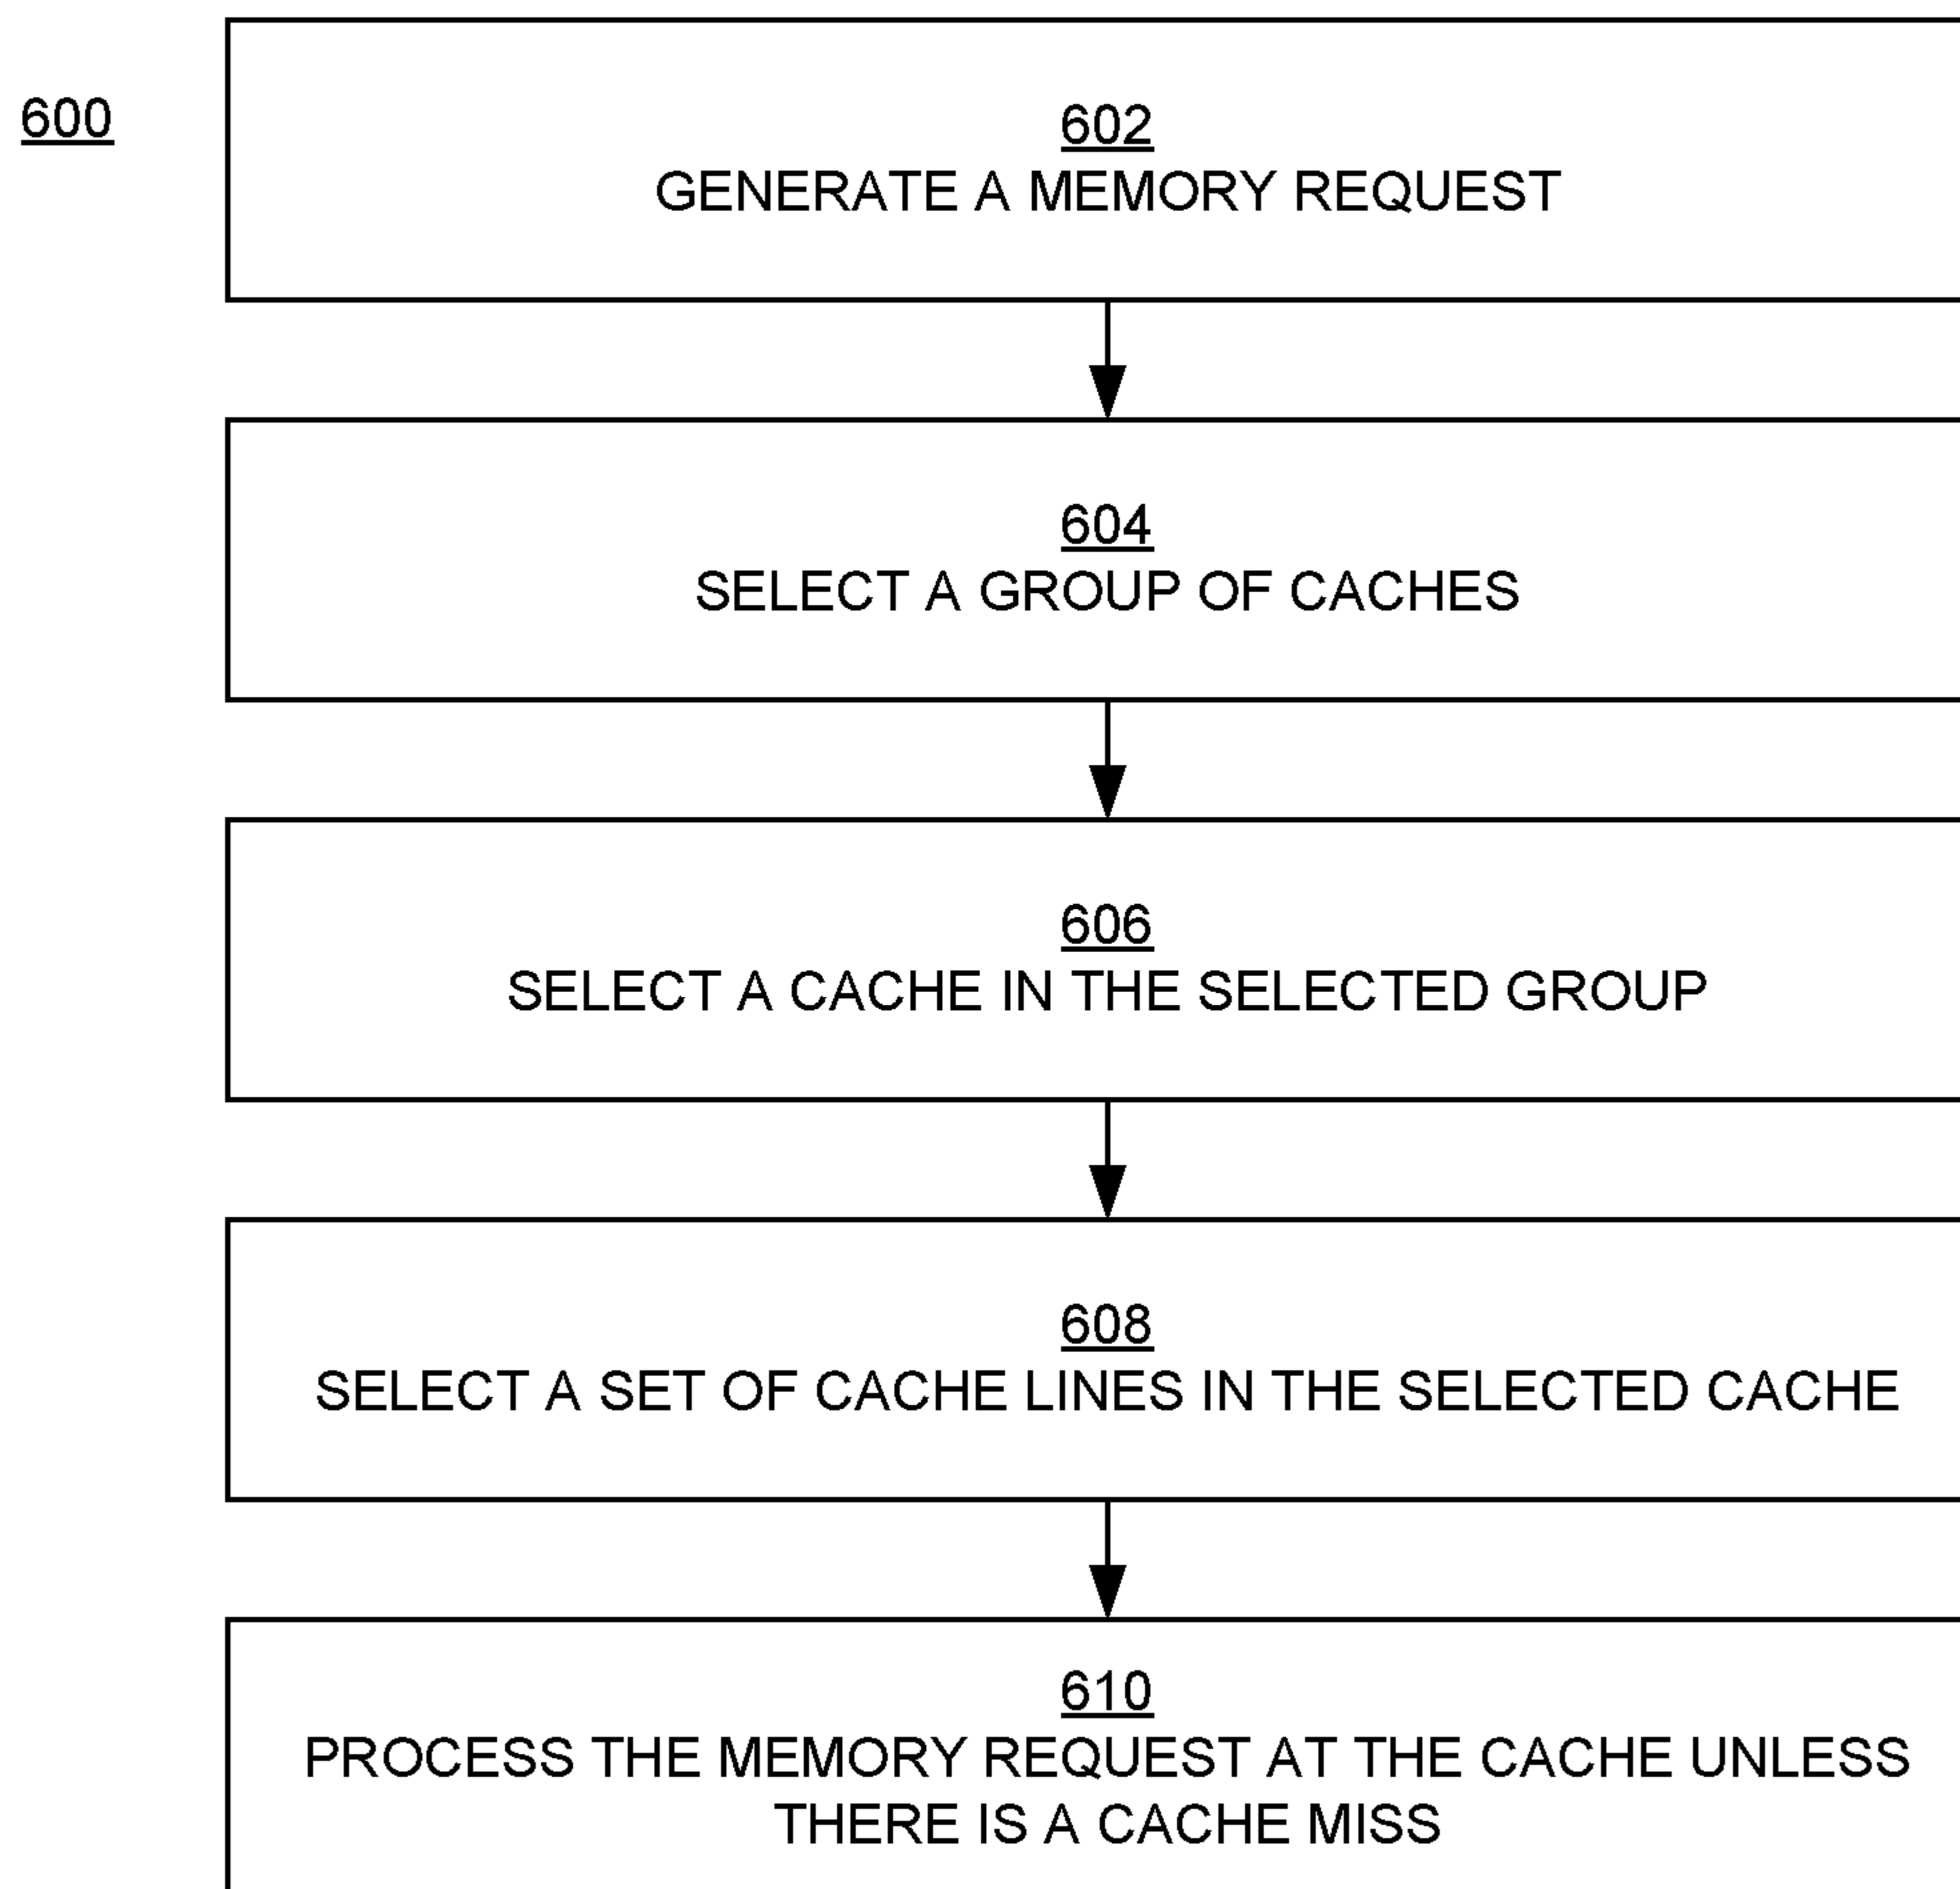 600
602
GENERATE A MEMORY REQUEST
604
SELECT A GROUP OF CACHES
606
SELECT A CACHE IN THE SELECTED GROUP
608
SELECT A SET OF CACHE LINES IN THE SELECTED CACHE
610
PROCESS THE MEMORY REQUEST AT THE CACHE UNLESS
THERE IS A CACHE MISS